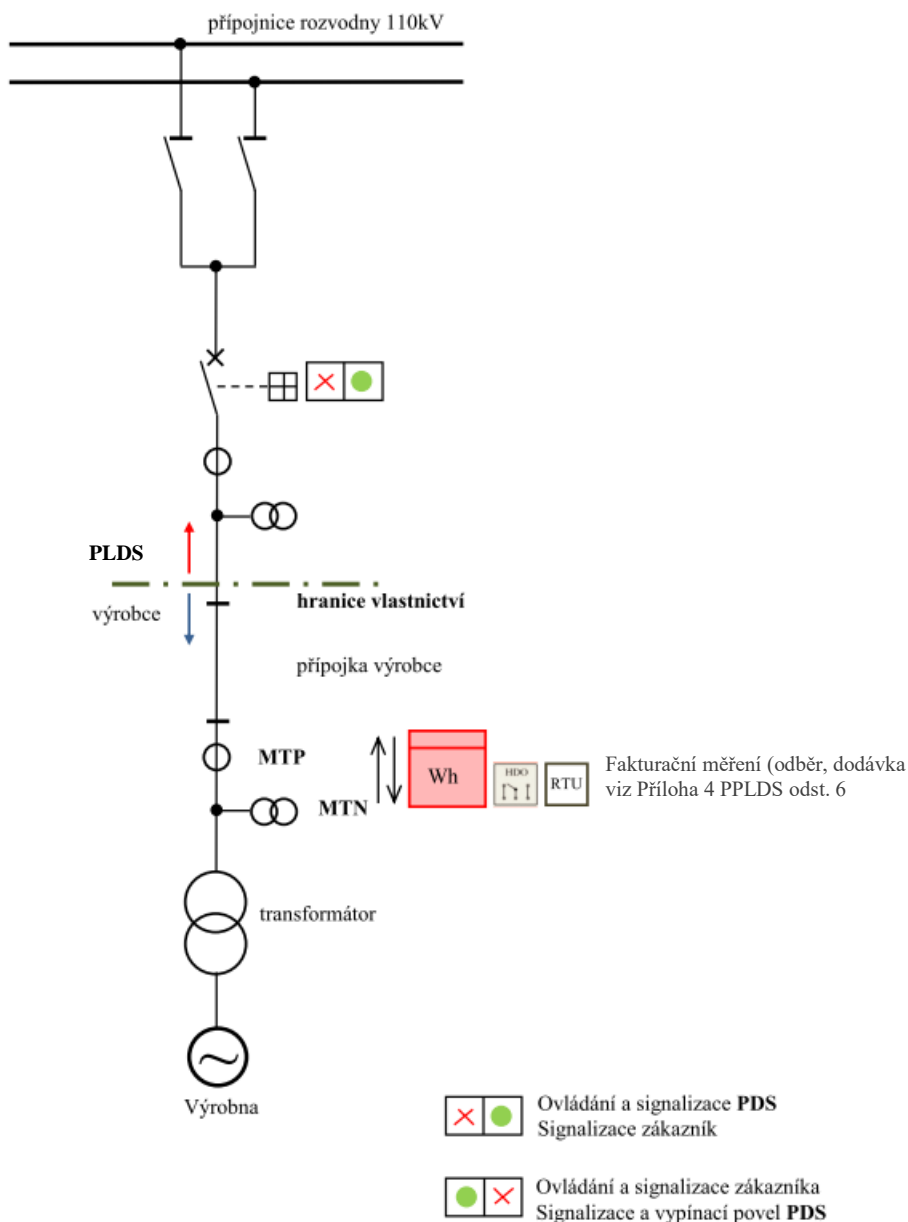 přípojnice rozvodny 110kV
PLDS
hranice vlastnictví
výrobce
přípojka výrobce
MTP
Wh
HDO
RTU
Fakturační měření (odběr, dodávka
viz Příloha 4 PPLDS odst. 6
MTN
transformátor
Výrobna
Ovládání a signalizace PDS
Signalizace zákazník
Ovládání a signalizace zákazníka
Signalizace a vypínací povel PDS